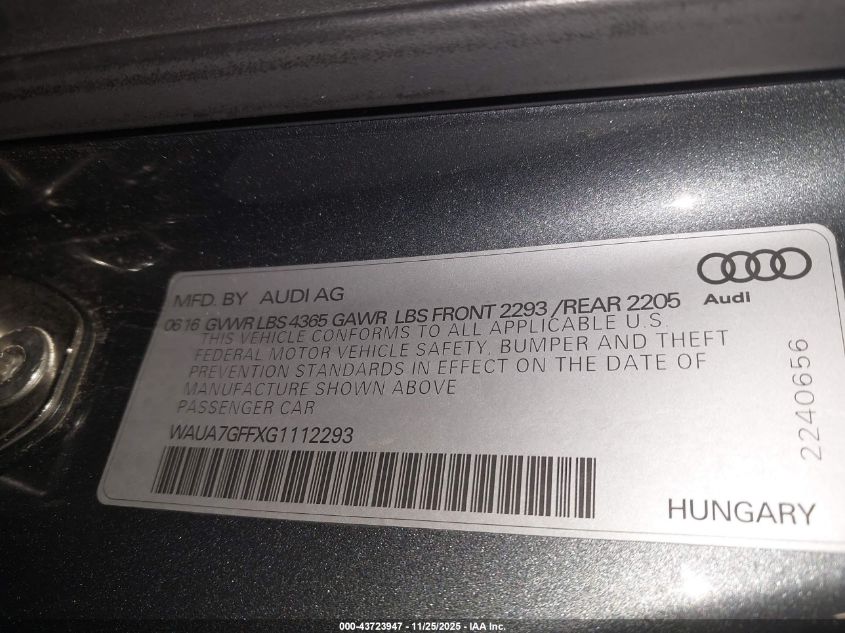 MFD. BY AUDI AG
0616 GVWR LBS 4365 GAWR LBS FRONT 2293 /REAR 2205
THIS VEHICLE CONFORMS TO ALL APPLICABLE U.S.
FEDERAL MOTOR VEHICLE SAFETY, BUMPER AND THEFT
PREVENTION STANDARDS IN EFFECT ON THE DATE OF
MANUFACTURE SHOWN ABOVE
PASSENGER CAR
WAUA7GFFXG1112293
Audi
2240656
HUNGARY
000-43723947 - 11/25/2025 - IAA Inc.